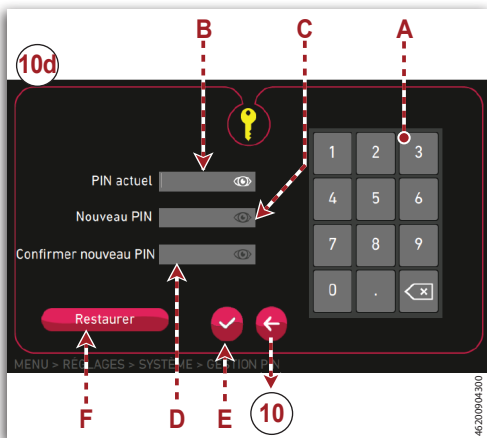 B C A
10d
1 2 3
PIN actuel
4 5 6
Nouveau PIN
7 8 9
Confirmer nouveau PIN
0 .
Restaurer
MENU > RÉGLAGES > SYSTÈME > GESTION PIN
F D E 10
46200904300